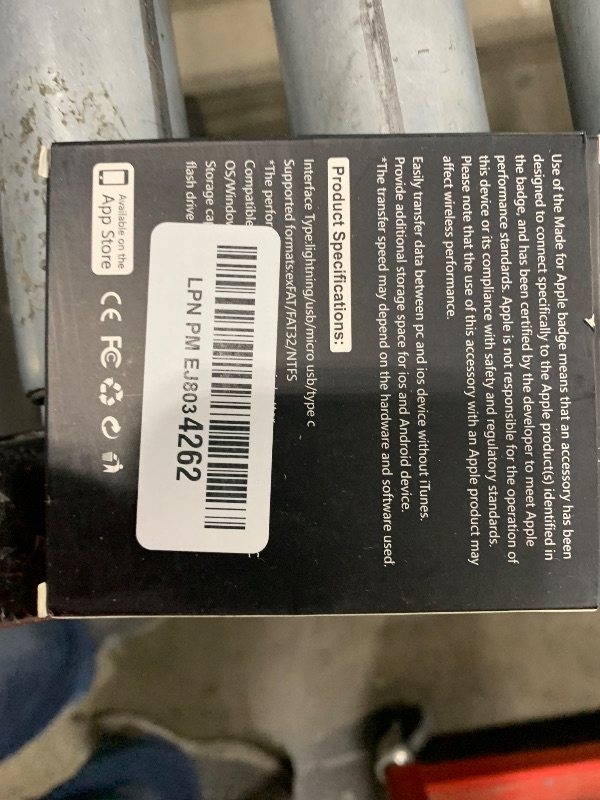 Use of the Made for Apple badge means that an accessory has been
designed to connect specifically to the Apple product(s) identified in
the badge, and has been certified by the developer to meet Apple
performance standards. Apple is not responsible for the operation of
this device or its compliance with safety and regulatory standards.
Please note that the use of this accessory with an Apple product may
affect wireless performance.
Easily transfer data between pc and ios device without iTunes.
Provide additional storage space for ios and Android device.
*The transfer speed may depend on the hardware and software used.
Product Specifications:
Interface Type:lightning/usb/micro usb/type c
Supported formats:exFAT/FAT32/NTFS
*The perfor
Compatible
OS/Window
Storage ca
flash drive
LPN PM EJ8034262
Available on the
App Store
CE FC